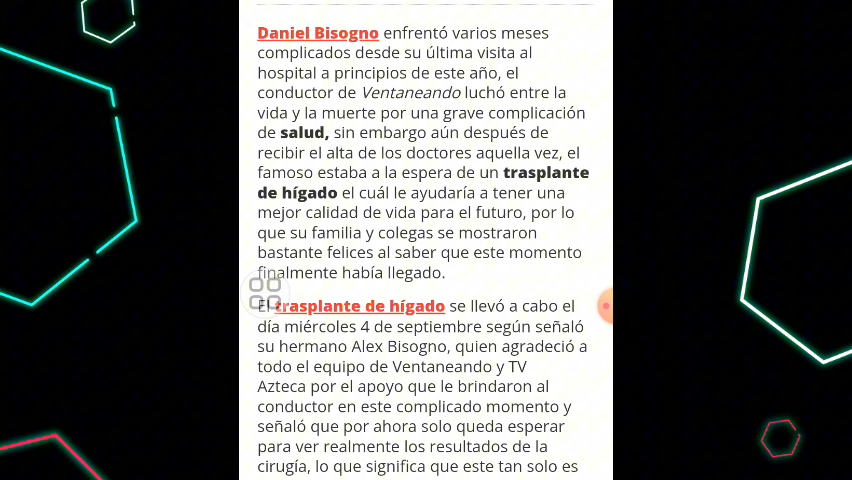 Daniel Bisogno enfrentó varios meses
complicados desde su última visita al
hospital a principios de este año, el
conductor de Ventaneando luchó entre la
vida y la muerte por una grave complicación
de salud, sin embargo aún después de
recibir el alta de los doctores aquella vez, el
famoso estaba a la espera de un trasplante
de hígado el cuál le ayudaría a tener una
mejor calidad de vida para el futuro, por lo
que su familia y colegas se mostraron
bastante felices al saber que este momento
finalmente había llegado.
El trasplante de hígado se llevó a cabo el
día miércoles 4 de septiembre según señaló
su hermano Alex Bisogno, quien agradeció a
todo el equipo de Ventaneando y TV
Azteca por el apoyo que le brindaron al
conductor en este complicado momento y
señaló que por ahora solo queda esperar
para ver realmente los resultados de la
cirugía, lo que significa que este tan solo es